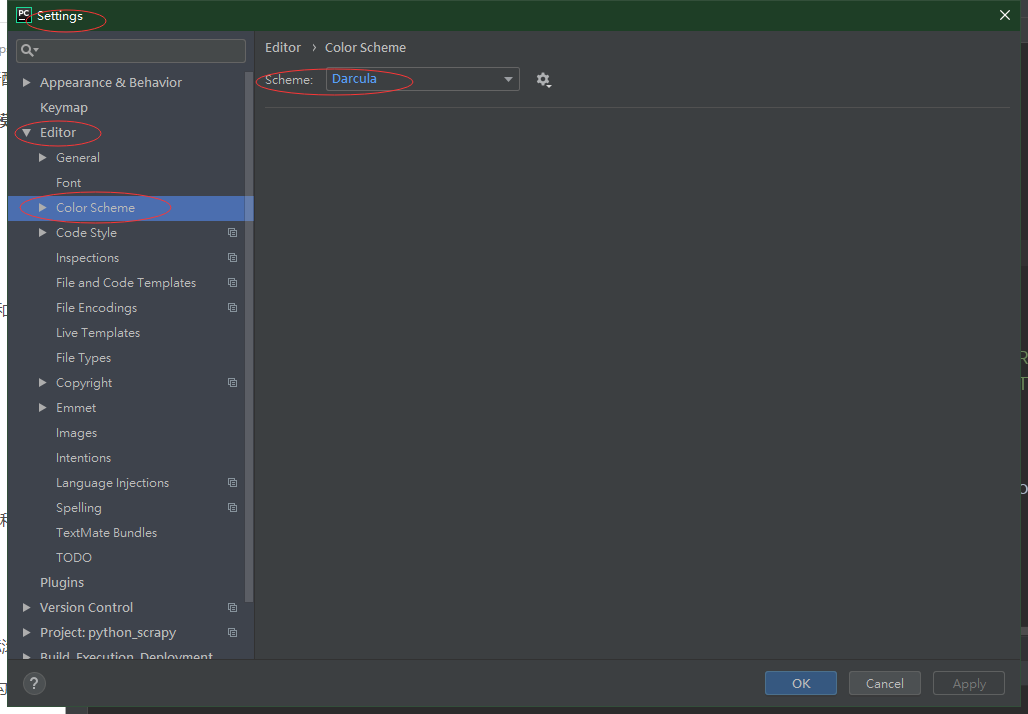 PC Settings
Editor › Color Scheme
Scheme: Darcula
Appearance & Behavior
Keymap
Editor
General
Font
Color Scheme
Code Style
Inspections
File and Code Templates
File Encodings
Live Templates
File Types
Copyright
Emmet
Images
Intentions
Language Injections
Spelling
TextMate Bundles
TODO
Plugins
Version Control
Project: python_scrapy
Build, Execution, Deployment
? OK Cancel Apply